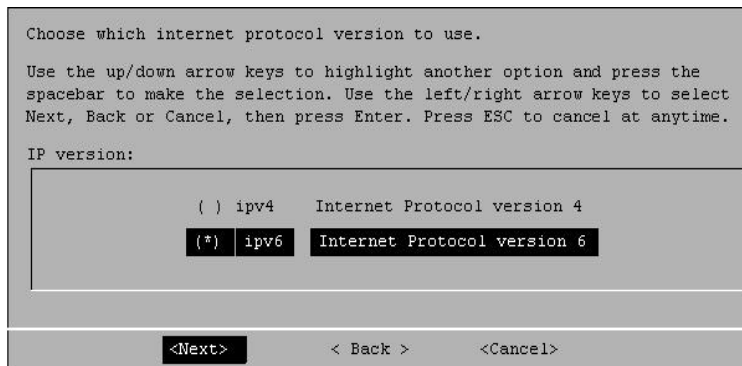 Choose which internet protocol version to use.
Use the up/down arrow keys to highlight another option and press the
spacebar to make the selection. Use the left/right arrow keys to select
Next, Back or Cancel, then press Enter. Press ESC to cancel at anytime.
IP version:
( ) ipv4 Internet Protocol version 4
(*) ipv6 Internet Protocol version 6
<Next> < Back > <Cancel>